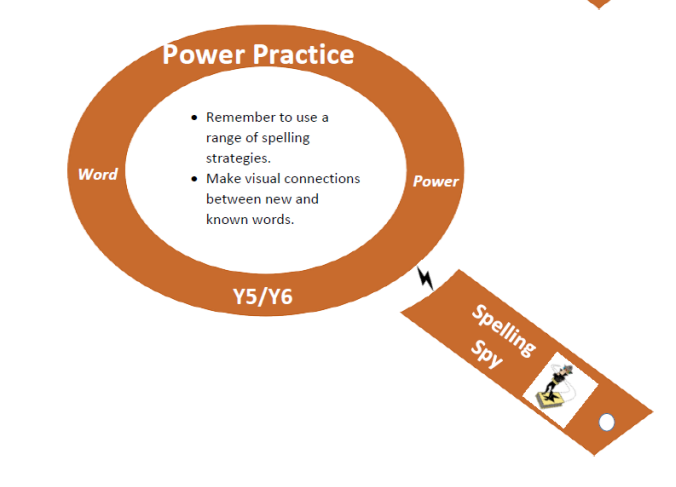 Power Practice
• Remember to use a
range of spelling
strategies.
• Make visual connections
between new and
known words.
Word
Power
Y5/Y6
Spelling
Spy